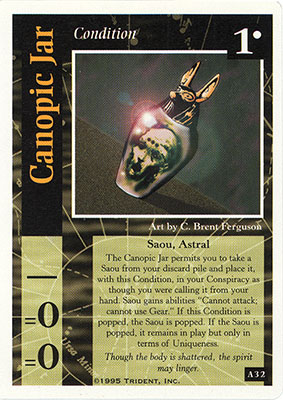 Canopic Jar
Condition
1•
Art by C. Brent Ferguson
Saou, Astral
The Canopic Jar permits you to take a
Saou from your discard pile and place it,
with this Condition, in your Conspiracy as
though you were calling it from your
hand. Saou gains abilities "Cannot attack;
cannot use Gear." If this Condition is
popped, the Saou is popped. If the Saou is
popped, it remains in play but only in
terms of Uniqueness.
Though the body is shattered, the spirit
may linger.
—
=0
=0
A32
©1995 TRIDENT, INC.